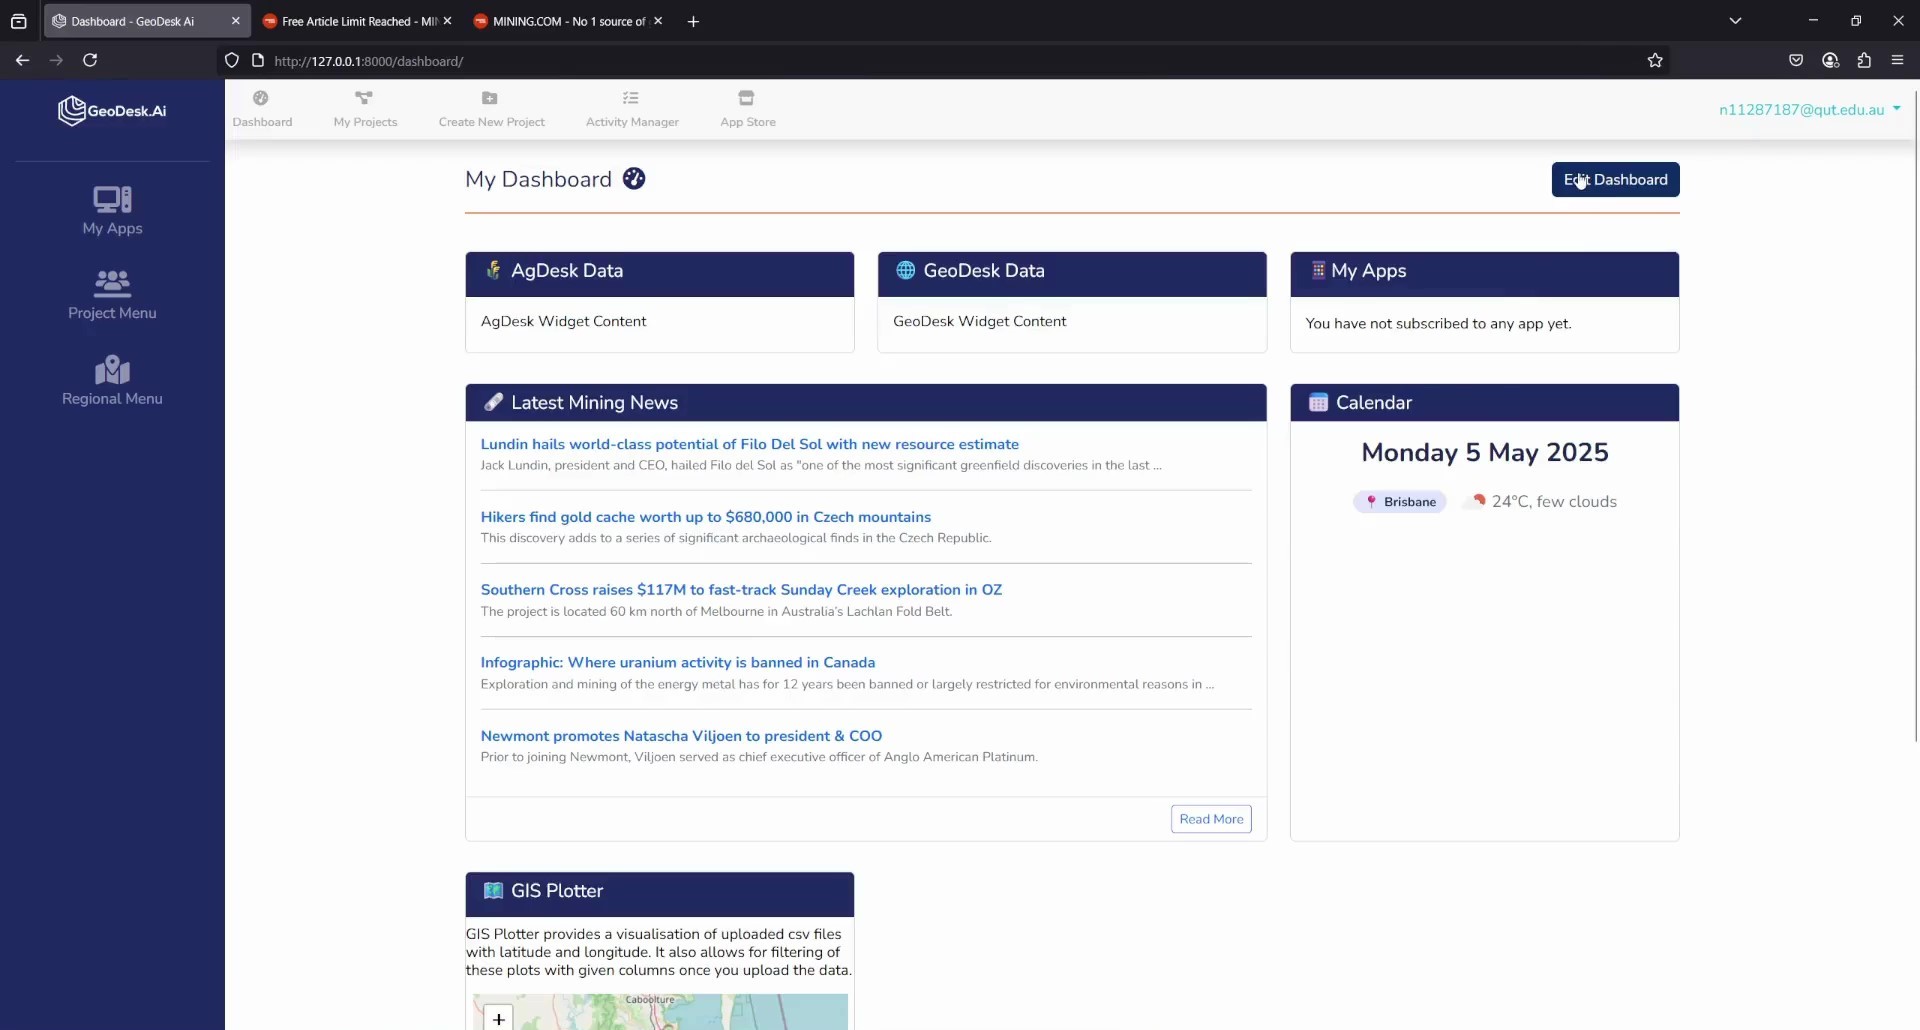 Dashboard - GeoDesk Ai
Free Article Limit Reached - MI
MINING.COM - No 1 source of
http://127.0.0.1:8000/dashboard/
GeoDesk.Ai
Dashboard
My Projects
Create New Project
Activity Manager
App Store
n11287187@qut.edu.au
My Apps
Project Menu
Regional Menu
My Dashboard
Edit Dashboard
AgDesk Data
AgDesk Widget Content
GeoDesk Data
GeoDesk Widget Content
My Apps
You have not subscribed to any app yet.
Latest Mining News
Lundin hails world-class potential of Filo Del Sol with new resource estimate
Jack Lundin, president and CEO, hailed Filo del Sol as "one of the most significant greenfield discoveries in the last ...
Hikers find gold cache worth up to $680,000 in Czech mountains
This discovery adds to a series of significant archaeological finds in the Czech Republic.
Southern Cross raises $117M to fast-track Sunday Creek exploration in OZ
The project is located 60 km north of Melbourne in Australia's Lachlan Fold Belt.
Infographic: Where uranium activity is banned in Canada
Exploration and mining of the energy metal has for 12 years been banned or largely restricted for environmental reasons in ...
Newmont promotes Natascha Viljoen to president & COO
Prior to joining Newmont, Viljoen served as chief executive officer of Anglo American Platinum.
Read More
Calendar
Monday 5 May 2025
Brisbane
24°C, few clouds
GIS Plotter
GIS Plotter provides a visualisation of uploaded csv files
with latitude and longitude. It also allows for filtering of
these plots with given columns once you upload the data.
Caboolture
+